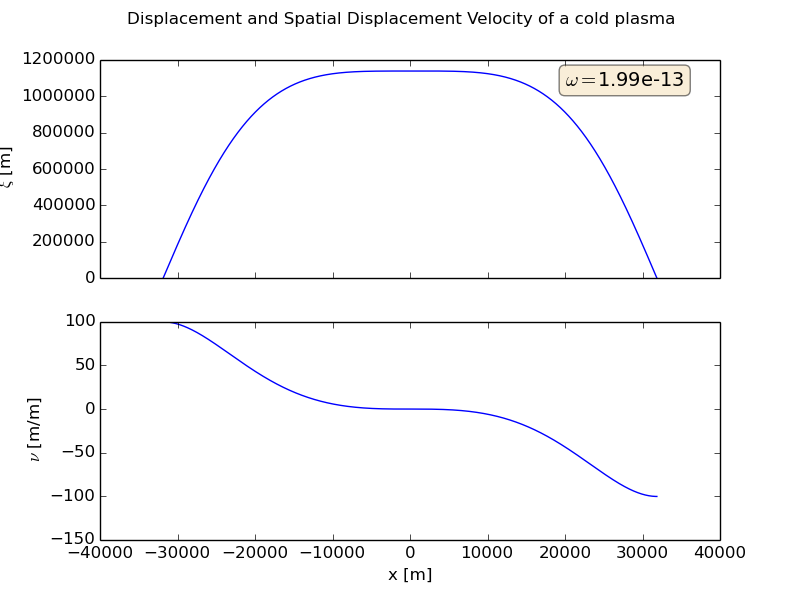 Displacement and Spatial Displacement Velocity of a cold plasma
1200000
1000000
800000
600000
400000
200000
0
ξ [m]
ω=1.99e-13
100
50
0
−50
−100
−150
ν [m/m]
−40000 −30000 −20000 −10000 0 10000 20000 30000 40000
x [m]